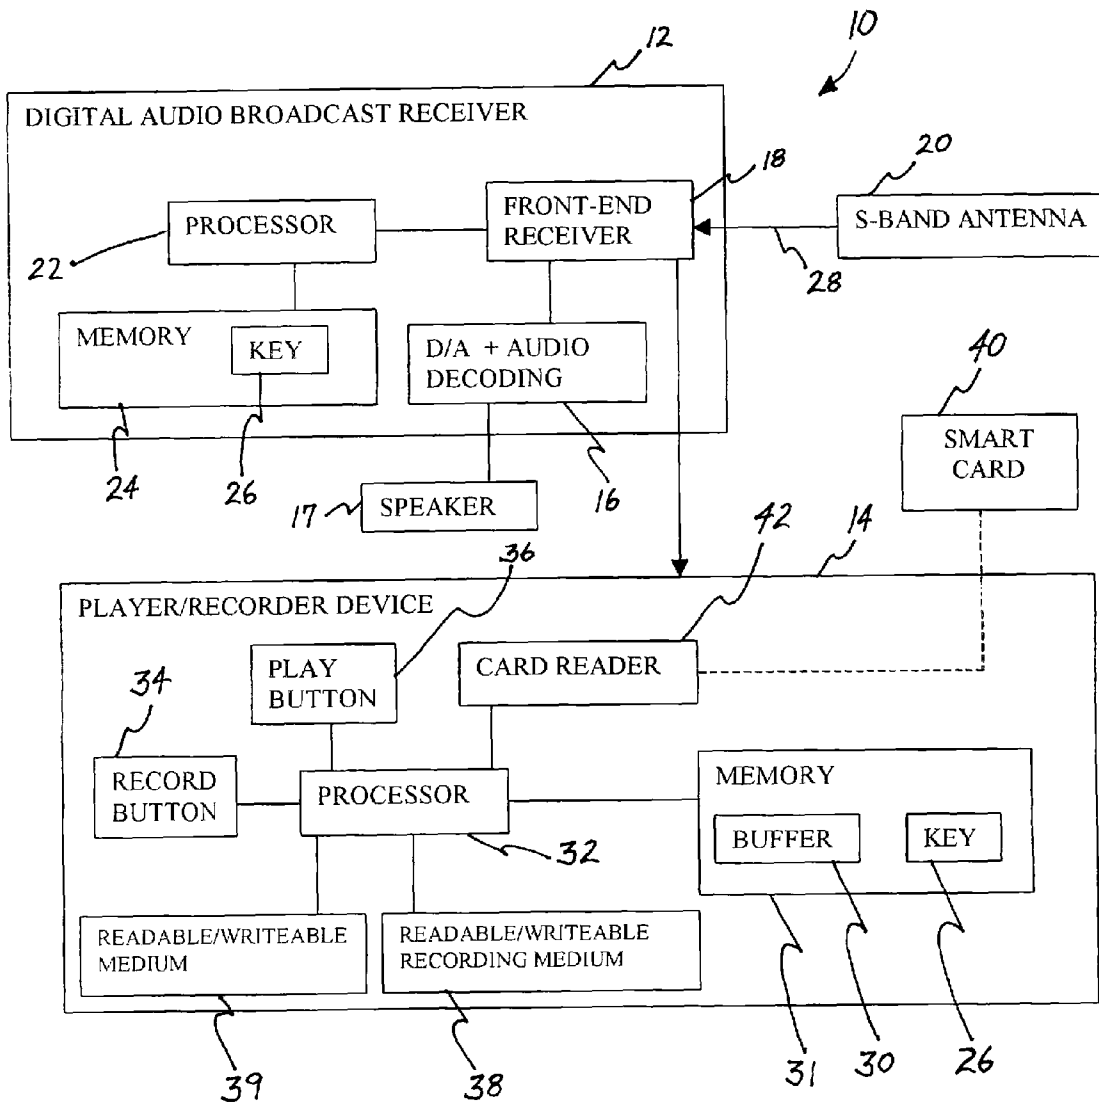 10
12
DIGITAL AUDIO BROADCAST RECEIVER
18
20
FRONT-END
RECEIVER
PROCESSOR
S-BAND ANTENNA
22
28
MEMORY
KEY
D/A + AUDIO
DECODING
40
SMART
CARD
24
26
17
SPEAKER
16
42
36
14
PLAYER/RECORDER DEVICE
PLAY
BUTTON
CARD READER
34
RECORD
BUTTON
PROCESSOR
MEMORY
BUFFER
KEY
32
READABLE/WRITEABLE
MEDIUM
READABLE/WRITEABLE
RECORDING MEDIUM
39
38
31
30
26